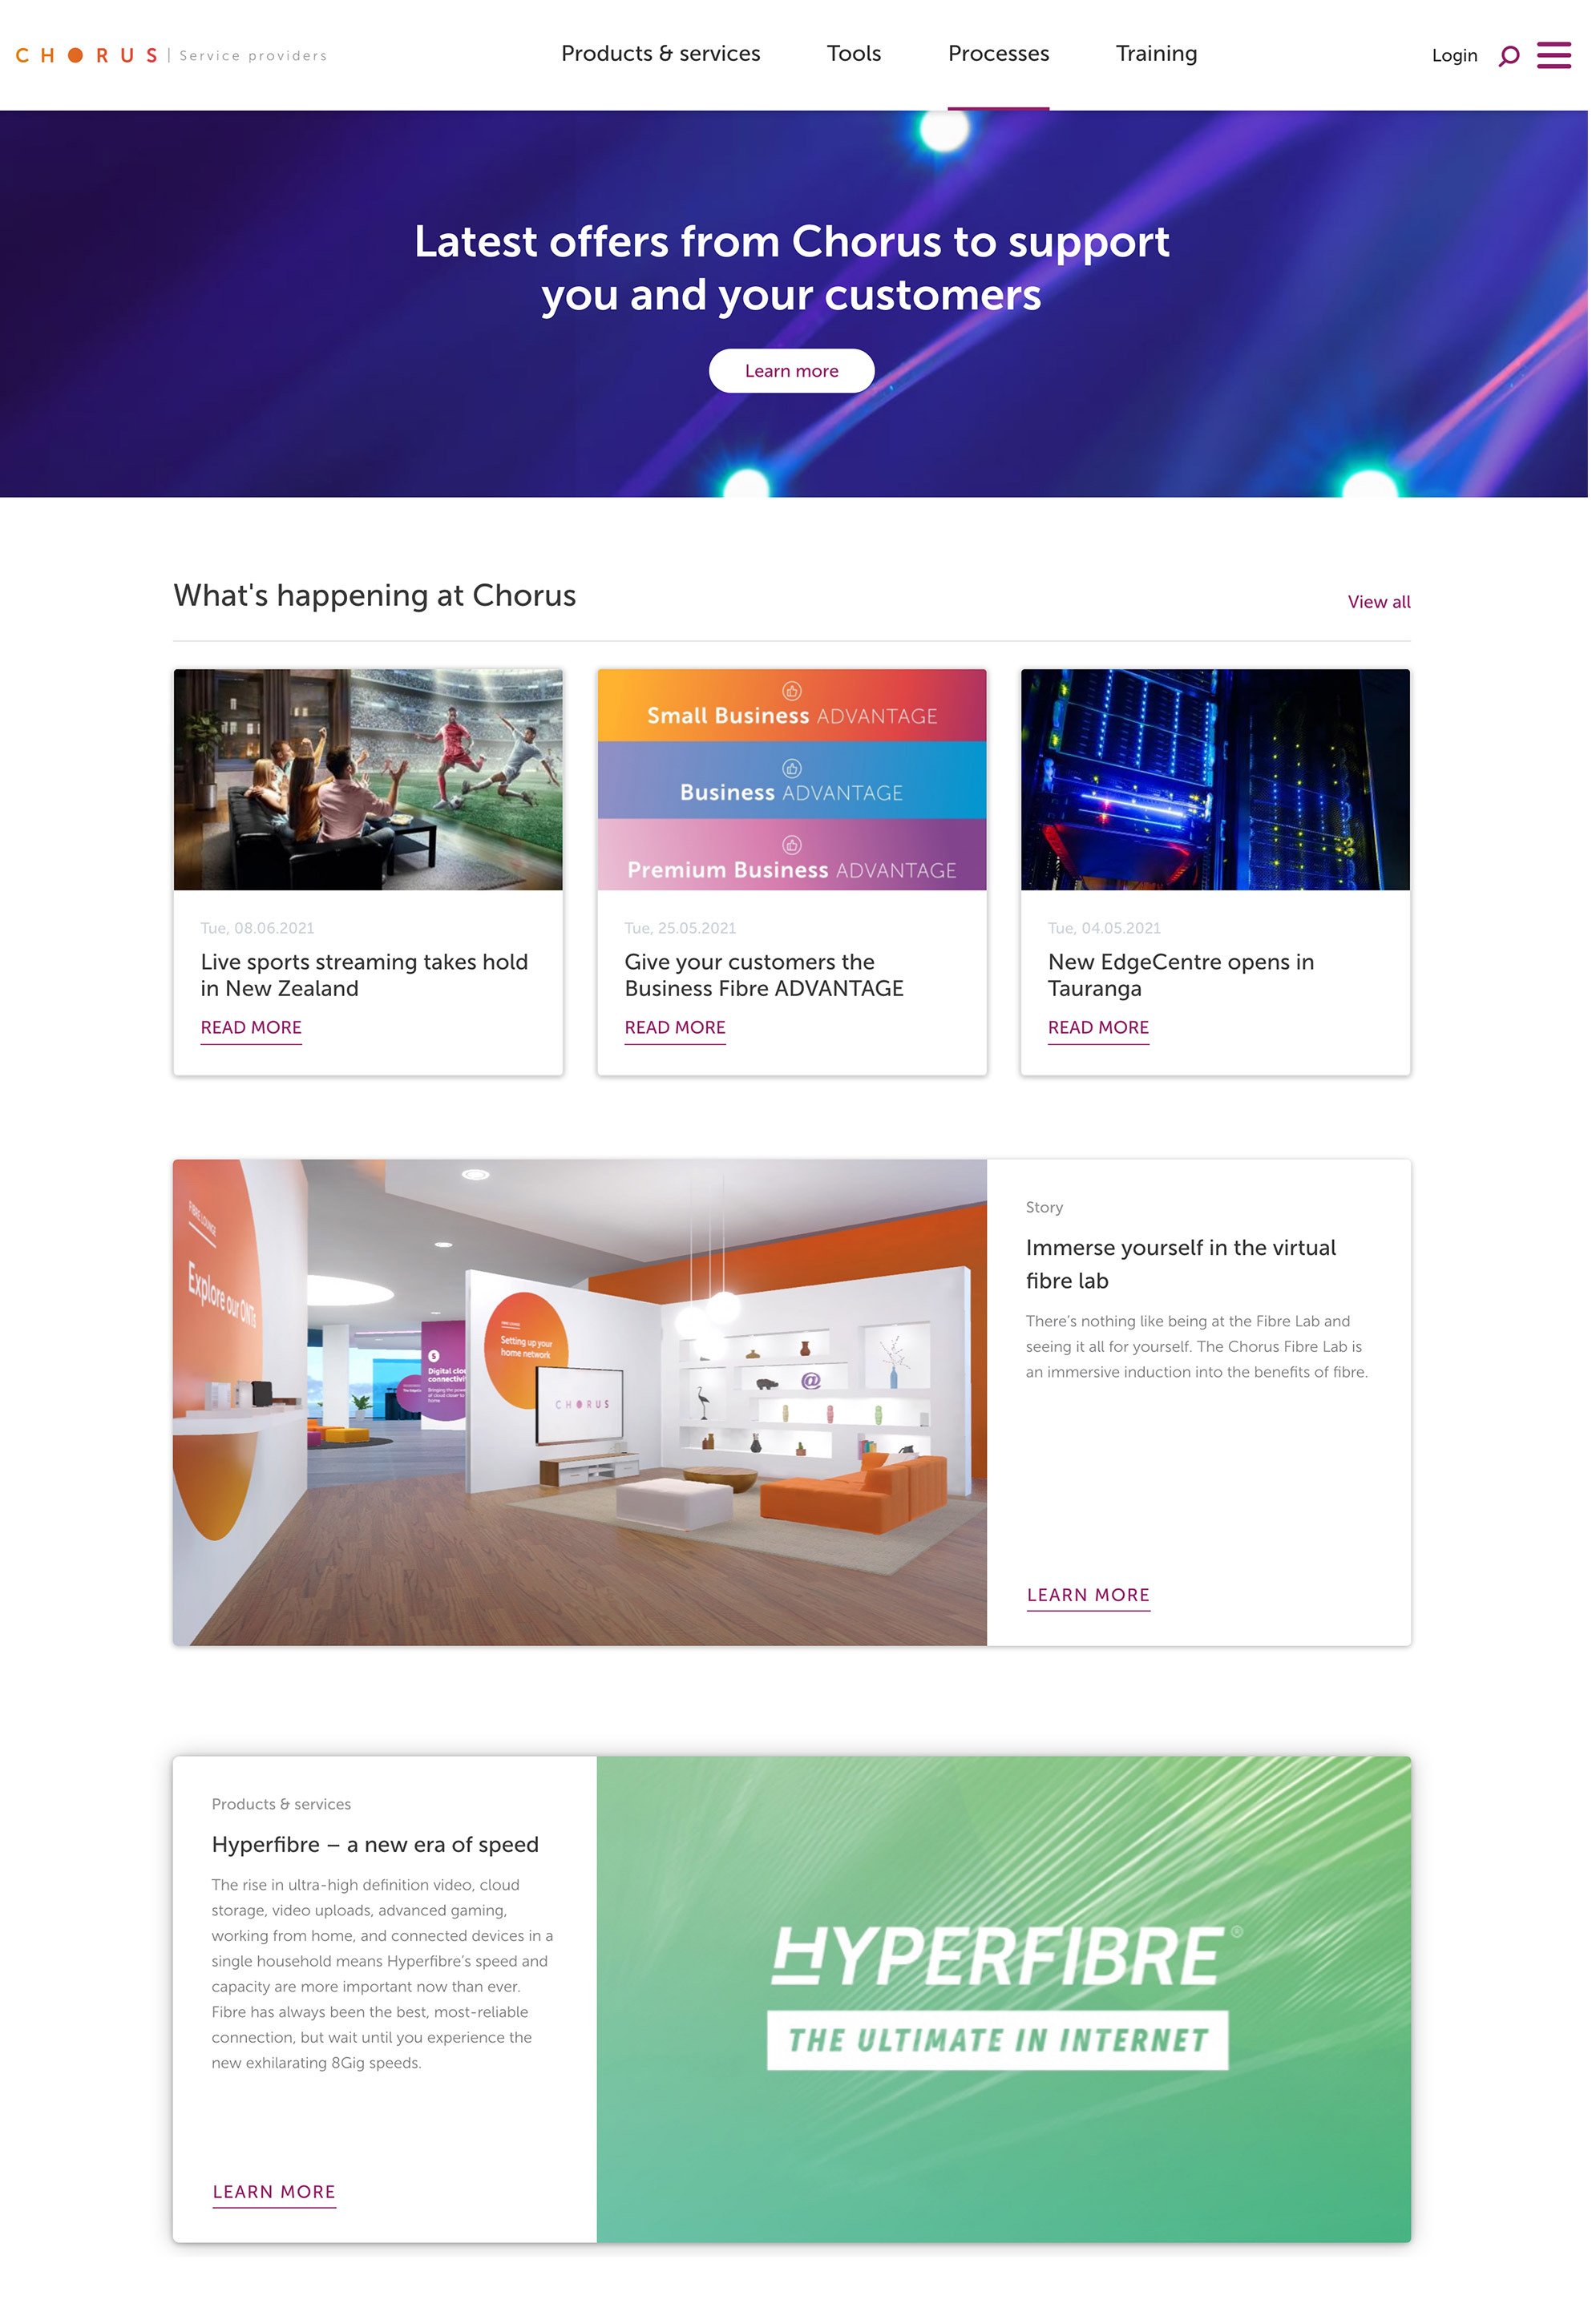 CHORUS | Service providers
Products & services
Tools
Processes
Training
Login
Latest offers from Chorus to support
you and your customers
Learn more
What's happening at Chorus
View all
Small Business ADVANTAGE
Business ADVANTAGE
Premium Business ADVANTAGE
Tue, 08.06.2021
Live sports streaming takes hold
in New Zealand
READ MORE
Tue, 25.05.2021
Give your customers the
Business Fibre ADVANTAGE
READ MORE
Tue, 04.05.2021
New EdgeCentre opens in
Tauranga
READ MORE
FIBRE LOUNGE
Explore our ONTs
Setting up your
home network
CHORUS
@
5
Digital clou
connectivi
Story
Immerse yourself in the virtual
fibre lab
There's nothing like being at the Fibre Lab and
seeing it all for yourself. The Chorus Fibre Lab is
an immersive induction into the benefits of fibre.
LEARN MORE
Products & services
Hyperfibre – a new era of speed
The rise in ultra-high definition video, cloud
storage, video uploads, advanced gaming,
working from home, and connected devices in a
single household means Hyperfibre's speed and
capacity are more important now than ever.
Fibre has always been the best, most-reliable
connection, but wait until you experience the
new exhilarating 8Gig speeds.
LEARN MORE
HYPERFIBRE®
THE ULTIMATE IN INTERNET